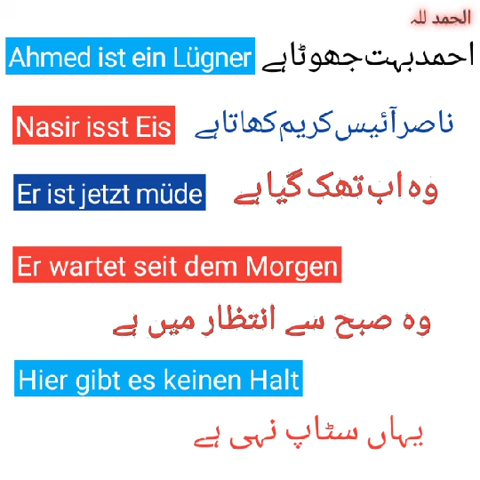 الحمد للہ
Ahmed ist ein Lügner احمد بہت جھوٹا ہے
Nasir isst Eis ناصر آئیس کریم کھاتا ہے
Er ist jetzt müde وہ اب تھک گیا ہے
Er wartet seit dem Morgen
وہ صبح سے انتظار میں ہے
Hier gibt es keinen Halt
یہاں سٹاپ نہی ہے